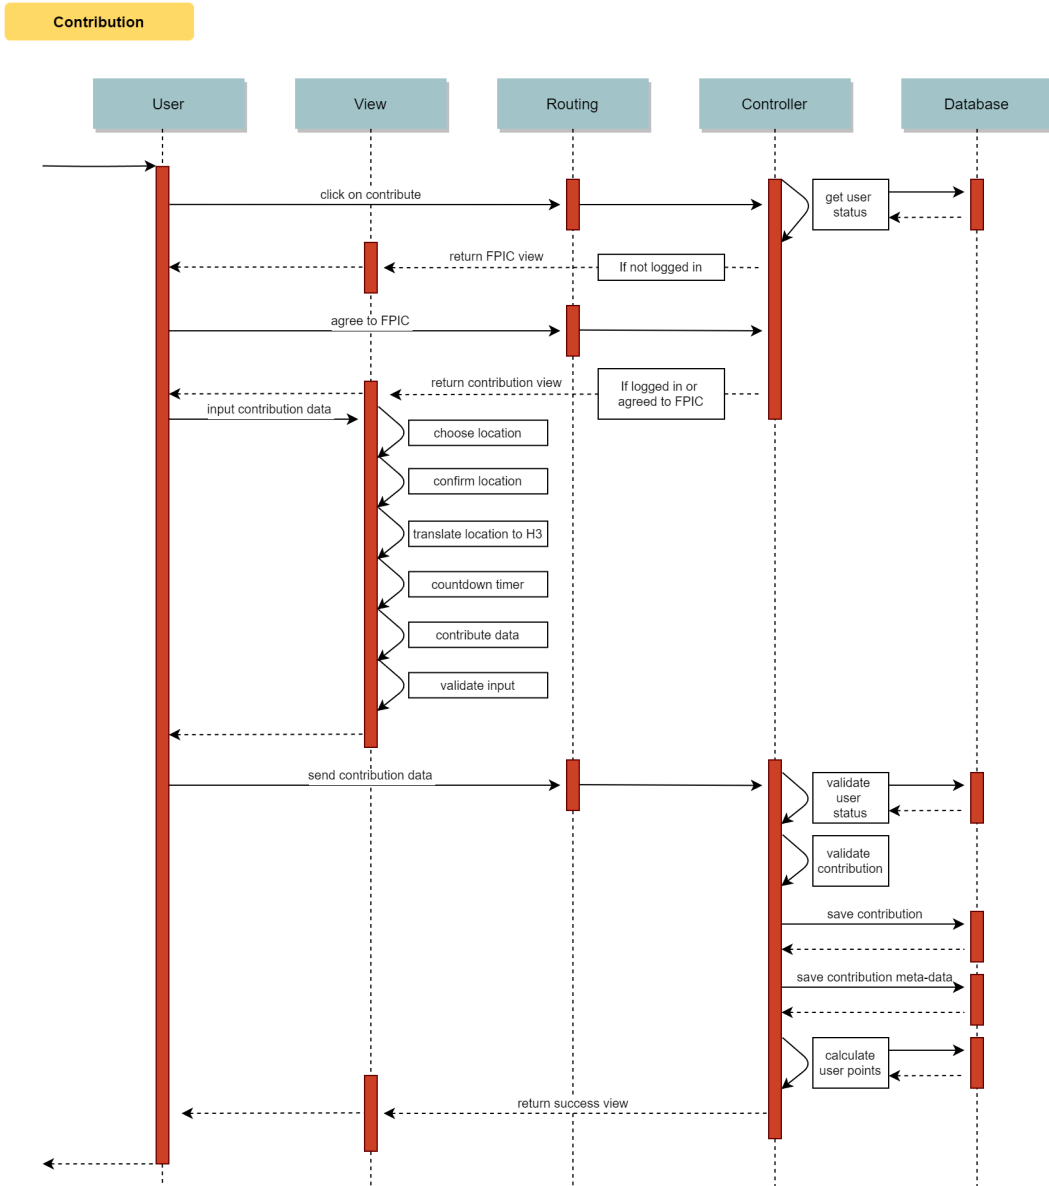 Contribution
User
View
Routing
Controller
Database
click on contribute
get user
status
return FPIC view
If not logged in
agree to FPIC
return contribution view
If logged in or
agreed to FPIC
input contribution data
choose location
confirm location
translate location to H3
countdown timer
contribute data
validate input
send contribution data
validate
user
status
validate
contribution
save contribution
save contribution meta-data
calculate
user points
return success view